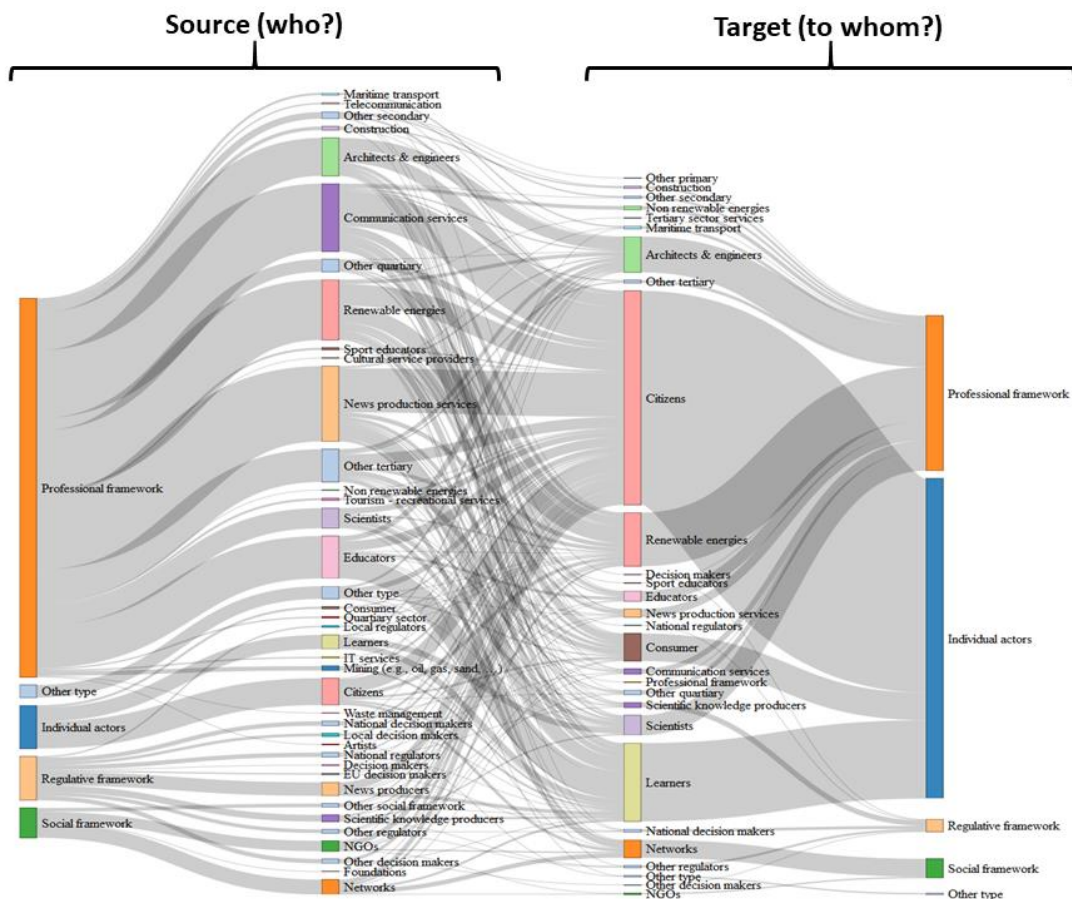 Source (who?)
Target (to whom?)
Professional framework
Other type
Individual actors
Regulative framework
Social framework
Maritime transport
Telecommunication
Other secondary
Construction
Architects & engineers
Communication services
Other quartiary
Renewable energies
Sport educators
Cultural service providers
News production services
Other tertiary
Non renewable energies
Tourism - recreational services
Scientists
Educators
Other type
Consumer
Quartiary sector
Local regulators
Learners
IT services
Mining (e.g., oil, gas, sand, ...)
Citizens
Waste management
National decision makers
Local decision makers
Artists
National regulators
Decision makers
EU decision makers
News producers
Other social framework
Scientific knowledge producers
Other regulators
NGOs
Other decision makers
Foundations
Networks
Other primary
Construction
Other secondary
Non renewable energies
Tertiary sector services
Maritime transport
Architects & engineers
Other tertiary
Citizens
Renewable energies
Decision makers
Sport educators
Educators
News production services
National regulators
Consumer
Communication services
Professional framework
Other quartiary
Scientific knowledge producers
Scientists
Learners
National decision makers
Networks
Other regulators
Other type
Other decision makers
NGOs
Professional framework
Individual actors
Regulative framework
Social framework
Other type